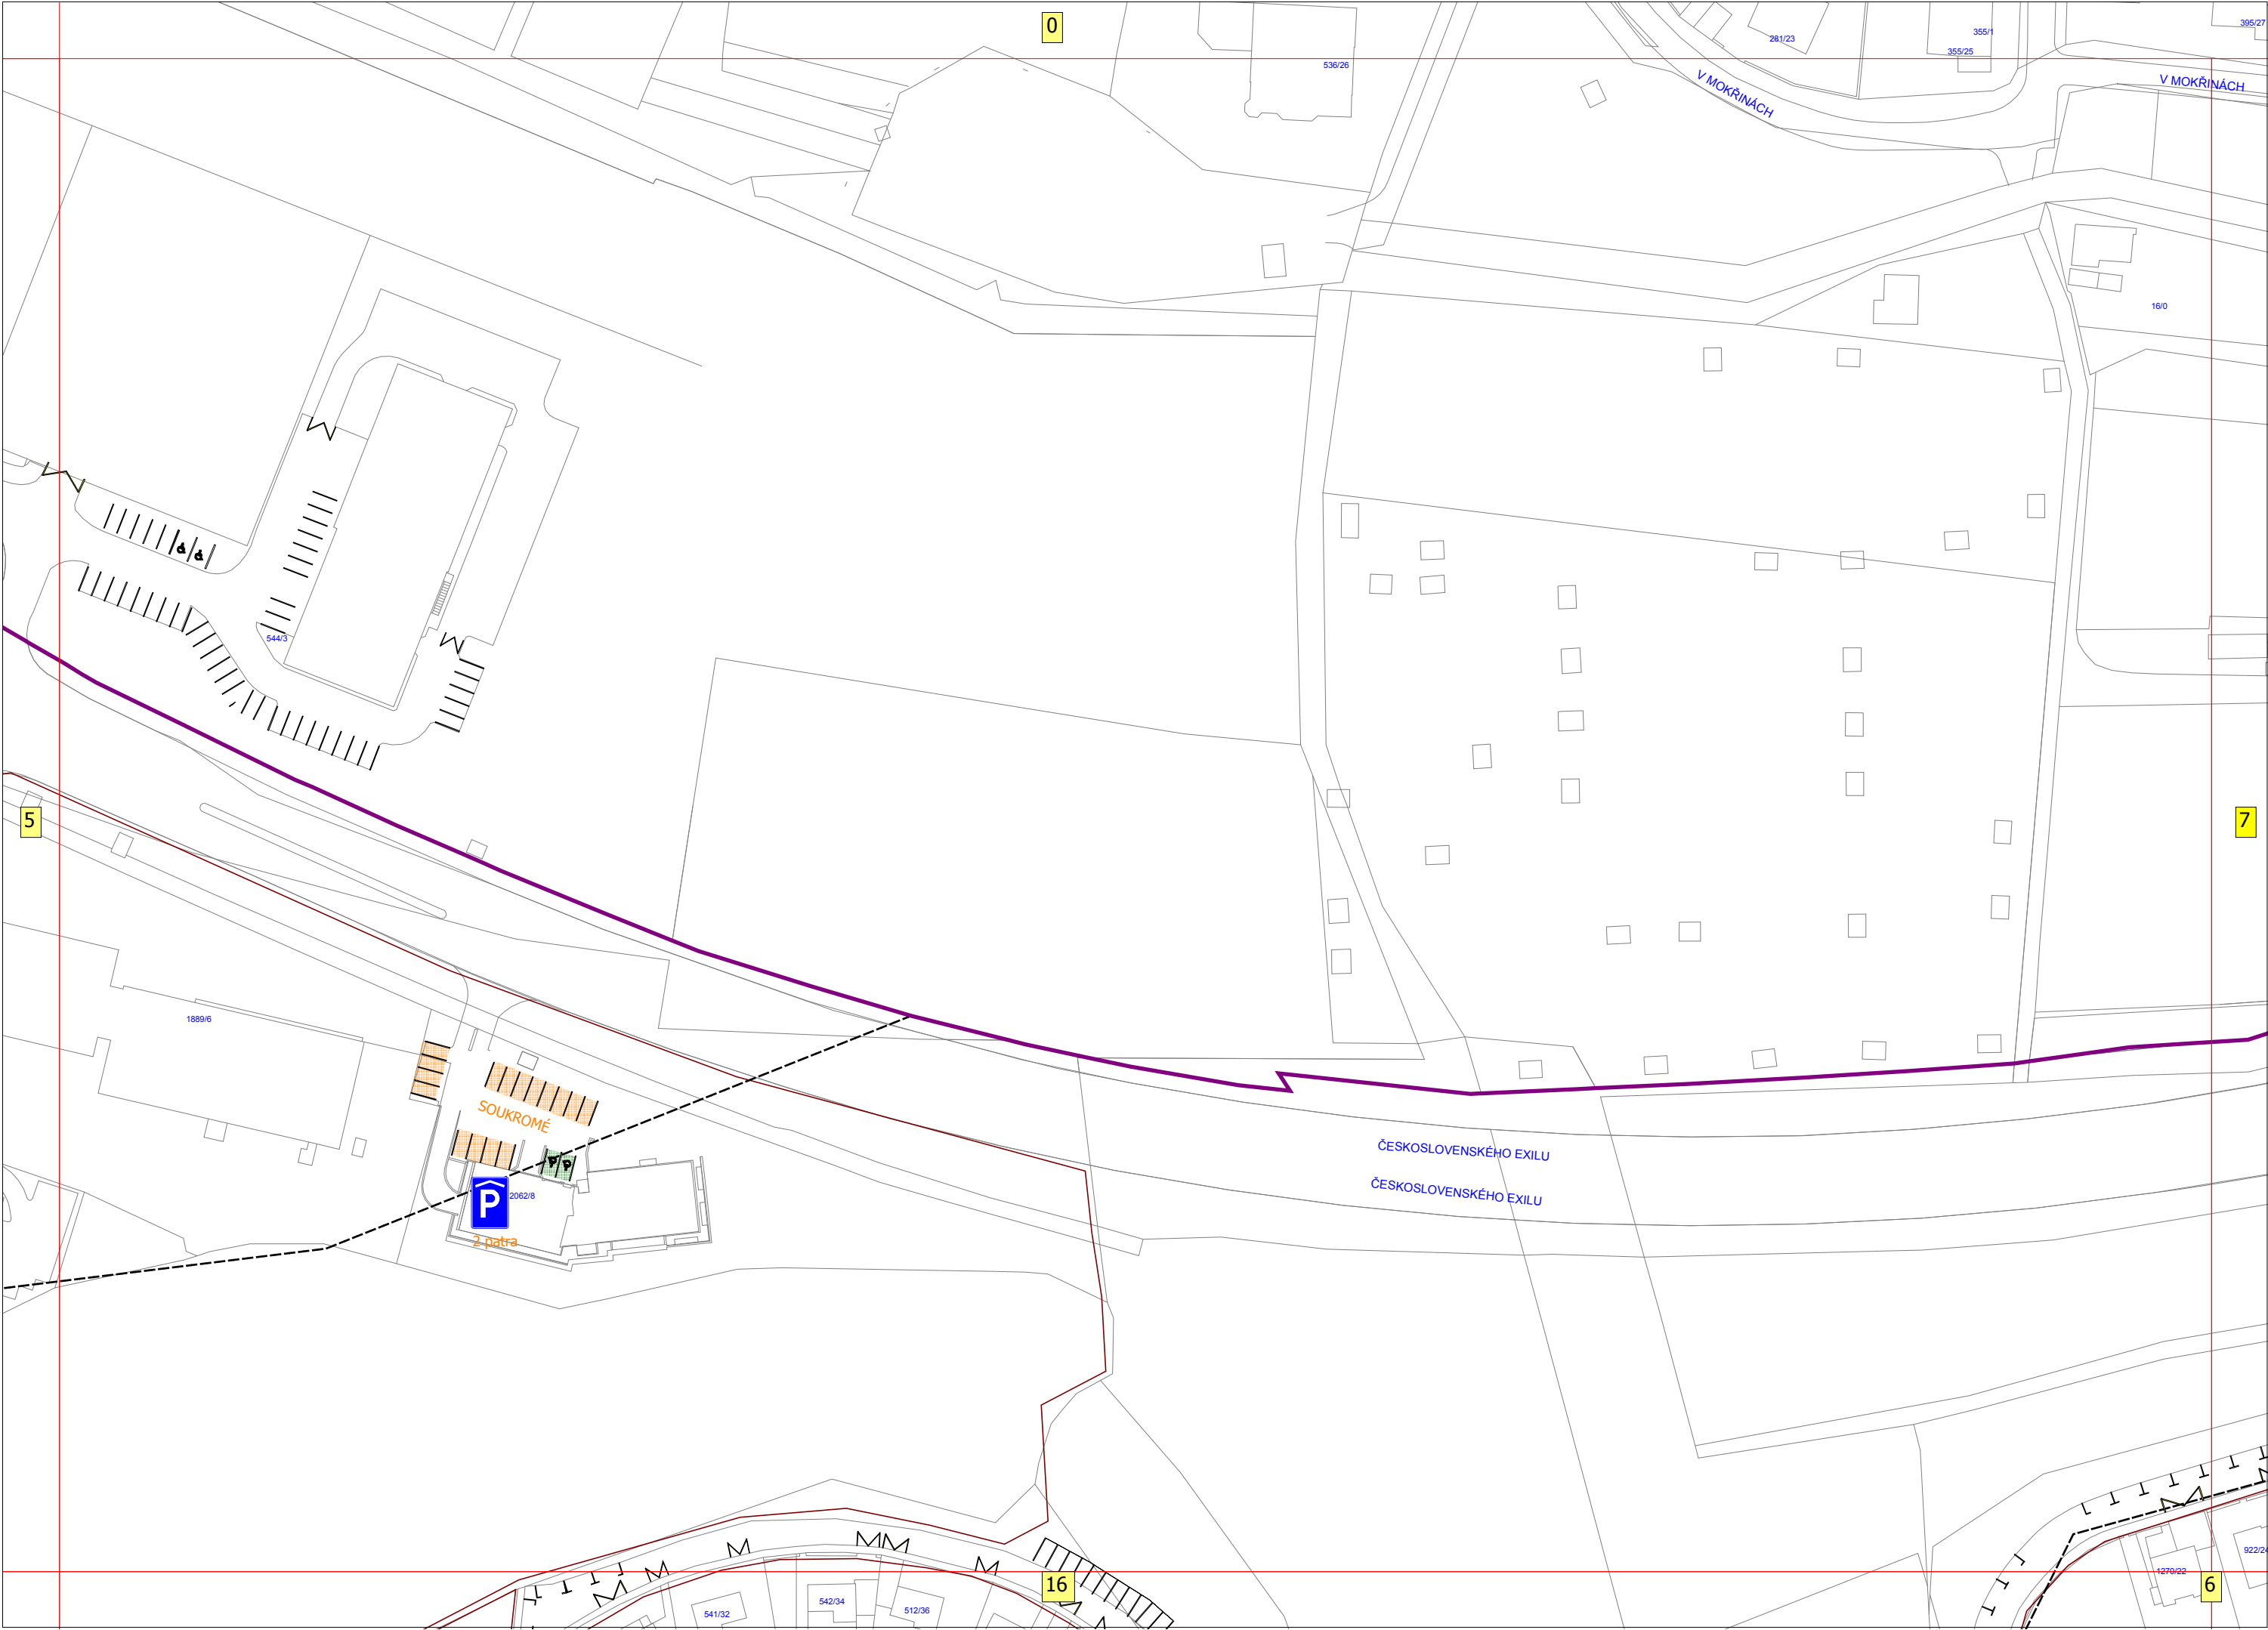 0
395/27
281/23
355/1
355/25
536/26
V MOKŘINÁCH
V MOKŘINÁCH
16/0
544/3
5
7
1889/6
SOUKROMÉ
P
2062/8
2 patra
ČESKOSLOVENSKÉHO EXILU
ČESKOSLOVENSKÉHO EXILU
922/24
1270/22
16
6
542/34
512/36
541/32